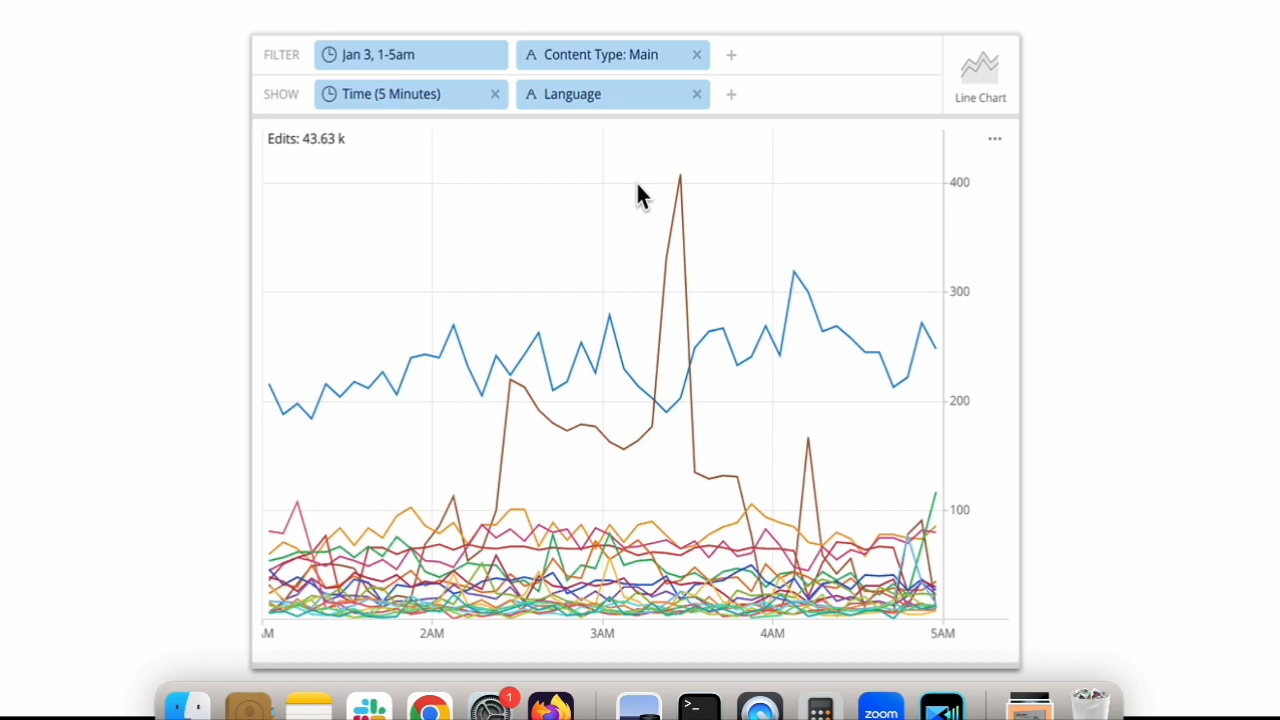 FILTER Jan 3, 1-5am A Content Type: Main × +
SHOW Time (5 Minutes) × A Language × +
Line Chart
Edits: 43.63 k
...
400
300
200
100
2AM 3AM 4AM 5AM
1
>_
zoom